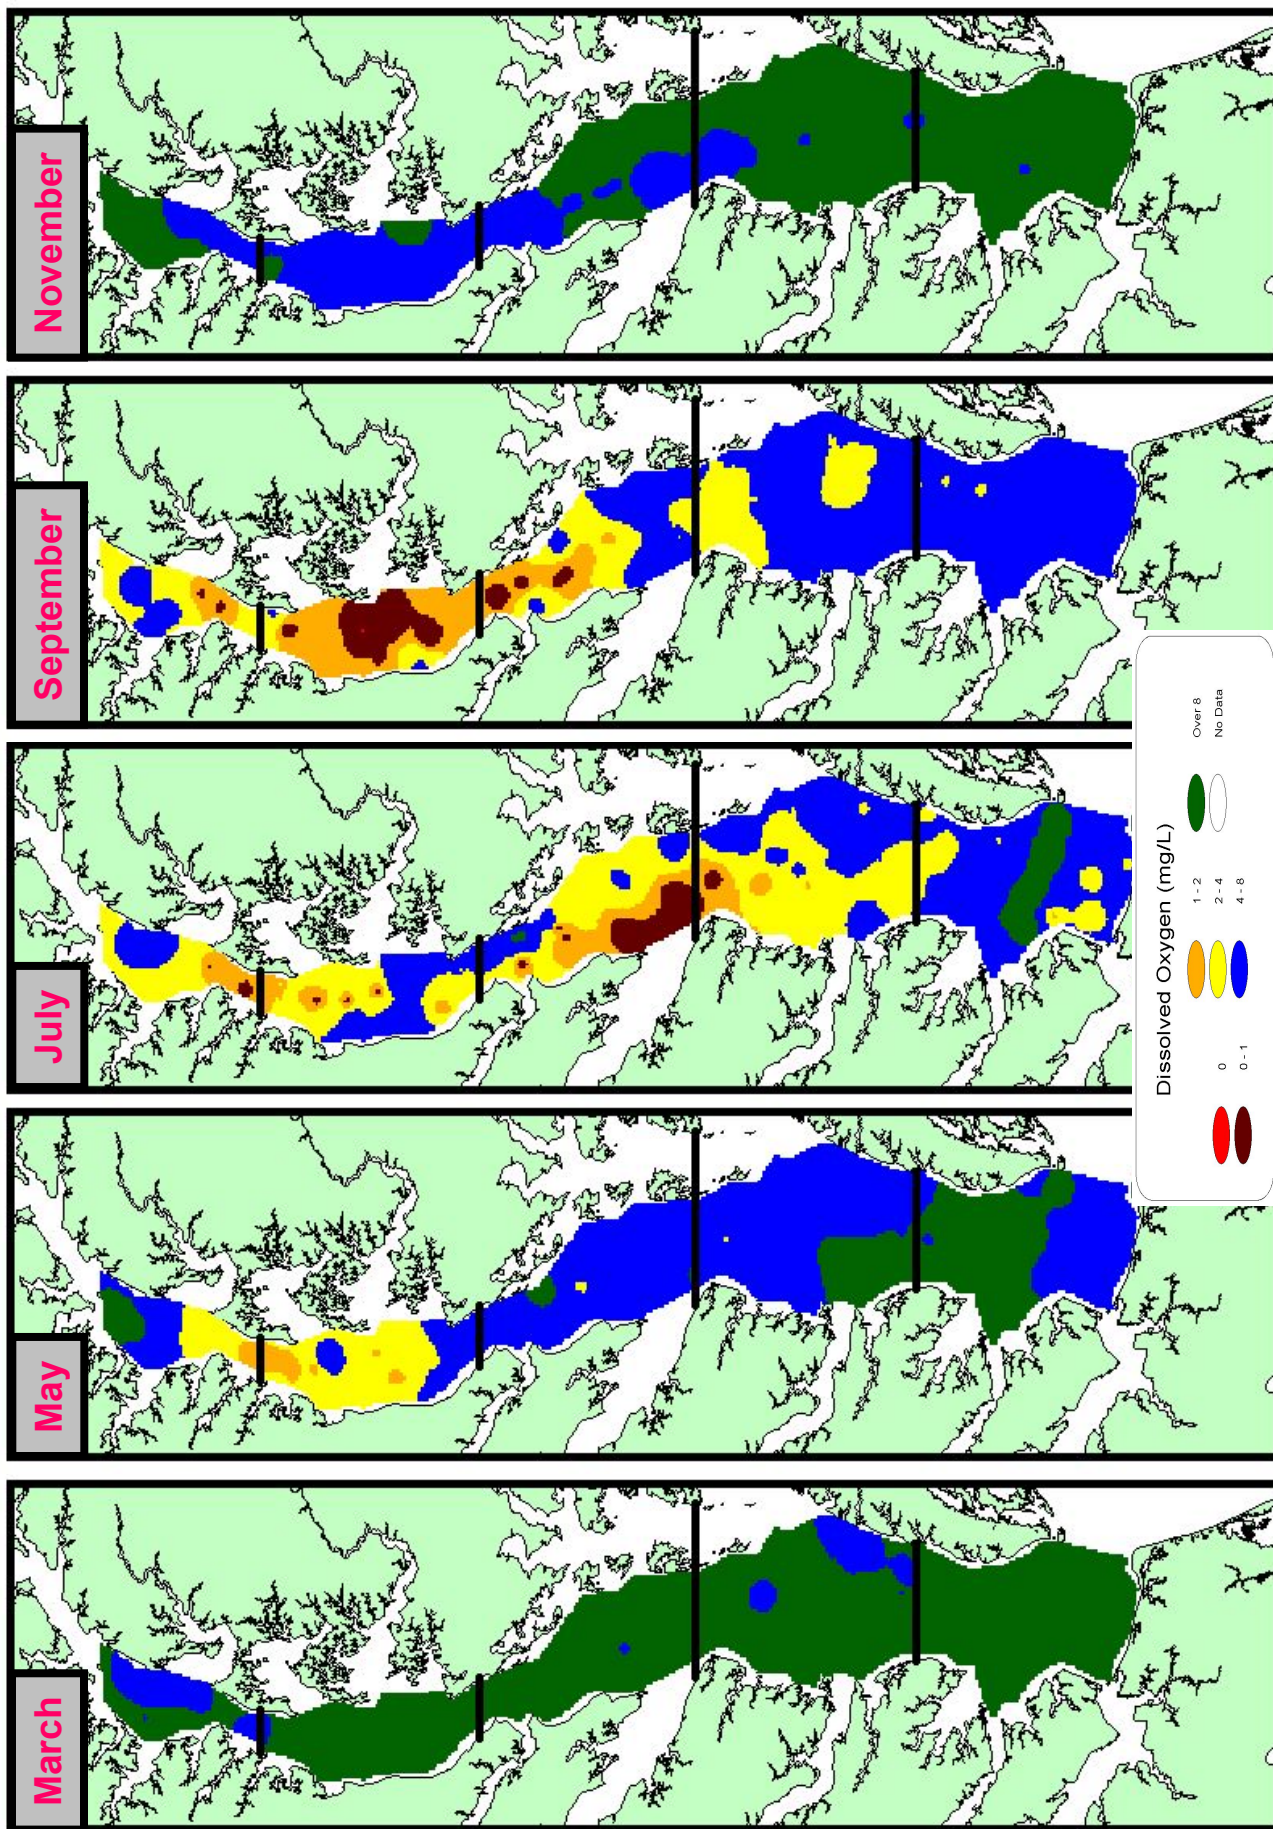 March
May
July
September
November
Dissolved Oxygen (mg/L)
0
0 - 1
1 - 2
2 - 4
4 - 8
Over 8
No Data